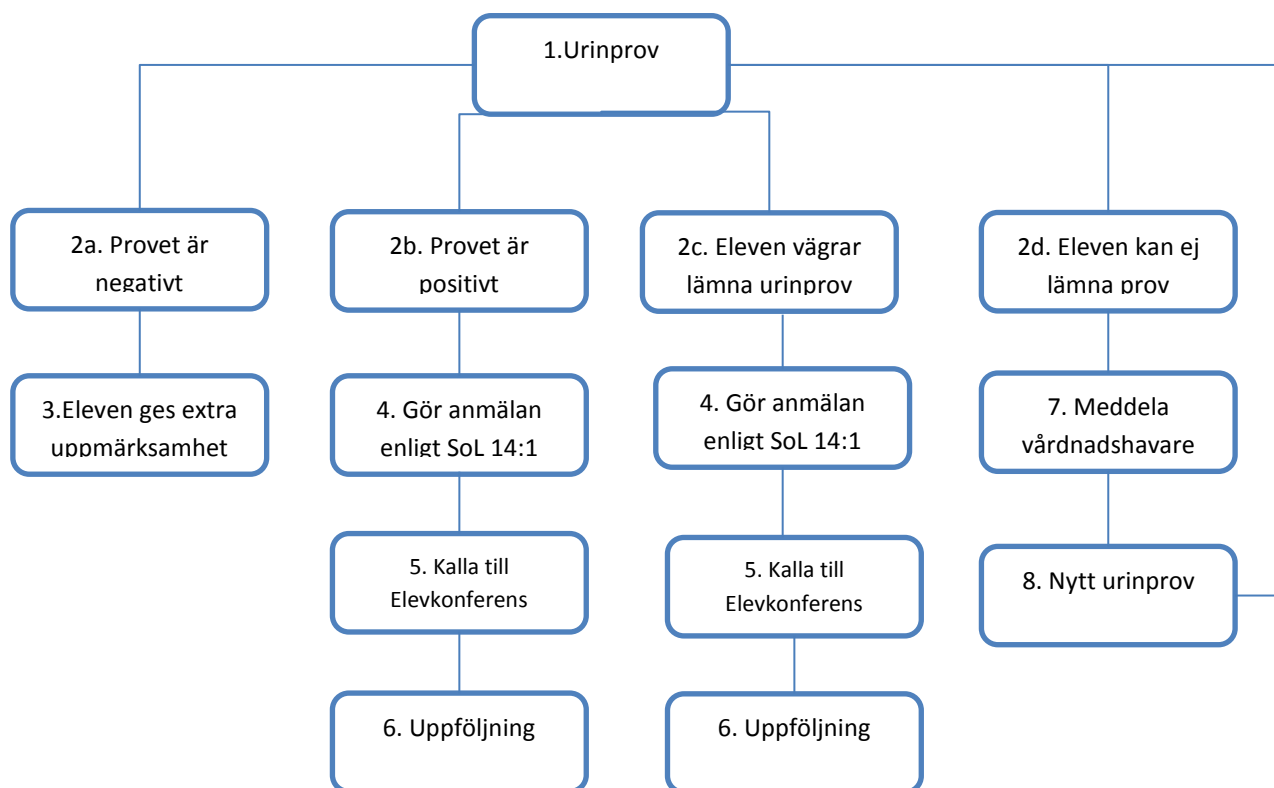 1.Urinprov
2a. Provet är
negativt
2b. Provet är
positivt
2c. Eleven vägrar
lämna urinprov
2d. Eleven kan ej
lämna prov
3.Eleven ges extra
uppmärksamhet
4. Gör anmälan
enligt SoL 14:1
4. Gör anmälan
enligt SoL 14:1
7. Meddela
vårdnadshavare
5. Kalla till
Elevkonferens
5. Kalla till
Elevkonferens
8. Nytt urinprov
6. Uppföljning
6. Uppföljning